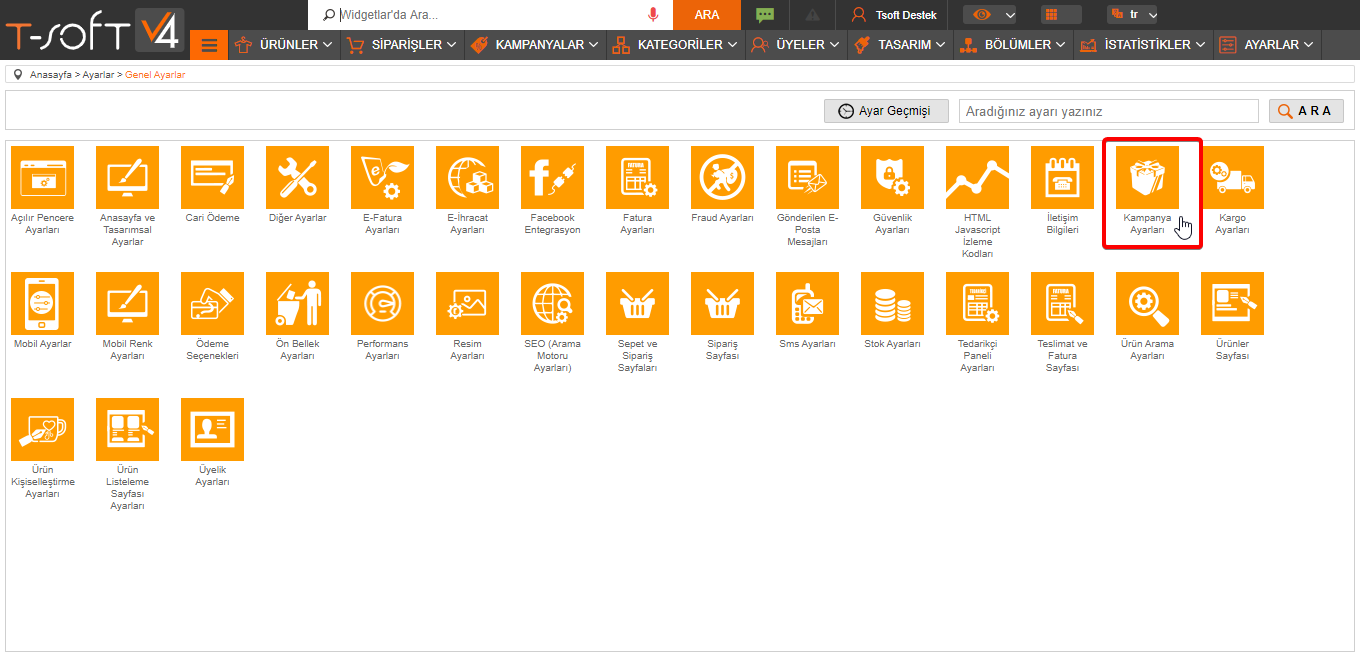 T-SOFT V4
Widgetlar'da Ara...
ARA
Tsoft Destek
tr
ÜRÜNLER
SİPARİŞLER
KAMPANYALAR
KATEGORİLER
ÜYELER
TASARIM
BÖLÜMLER
İSTATİSTİKLER
AYARLAR
Anasayfa > Ayarlar > Genel Ayarlar
Ayar Geçmişi
Aradığınız ayarı yazınız
ARA
Açılır Pencere
Ayarları
Anasayfa ve
Tasarımsal
Ayarlar
Cari Ödeme
Diğer Ayarlar
E-Fatura
Ayarları
E-İhracat
Ayarları
Facebook
Entegrasyon
FATURA
Fatura
Ayarları
Fraud Ayarları
Gönderilen E-
Posta
Mesajları
Güvenlik
Ayarları
HTML
Javascript
İzleme
Kodları
İletişim
Bilgileri
Kampanya
Ayarları
Kargo
Ayarları
Mobil Ayarlar
Mobil Renk
Ayarları
Ödeme
Seçenekleri
Ön Bellek
Ayarları
Performans
Ayarları
Resim
Ayarları
SEO (Arama
Motoru
Ayarları)
Sepet ve
Sipariş
Sayfaları
Sipariş
Sayfası
Sms Ayarları
Stok Ayarları
Tedarikçi
Paneli
Ayarları
FATURA
Teslimat ve
Fatura
Sayfası
Ürün Arama
Ayarları
Ürünler
Sayfası
Ürün
Kişiselleştirme
Ayarları
Ürün
Listeleme
Sayfası
Ayarları
Üyelik
Ayarları